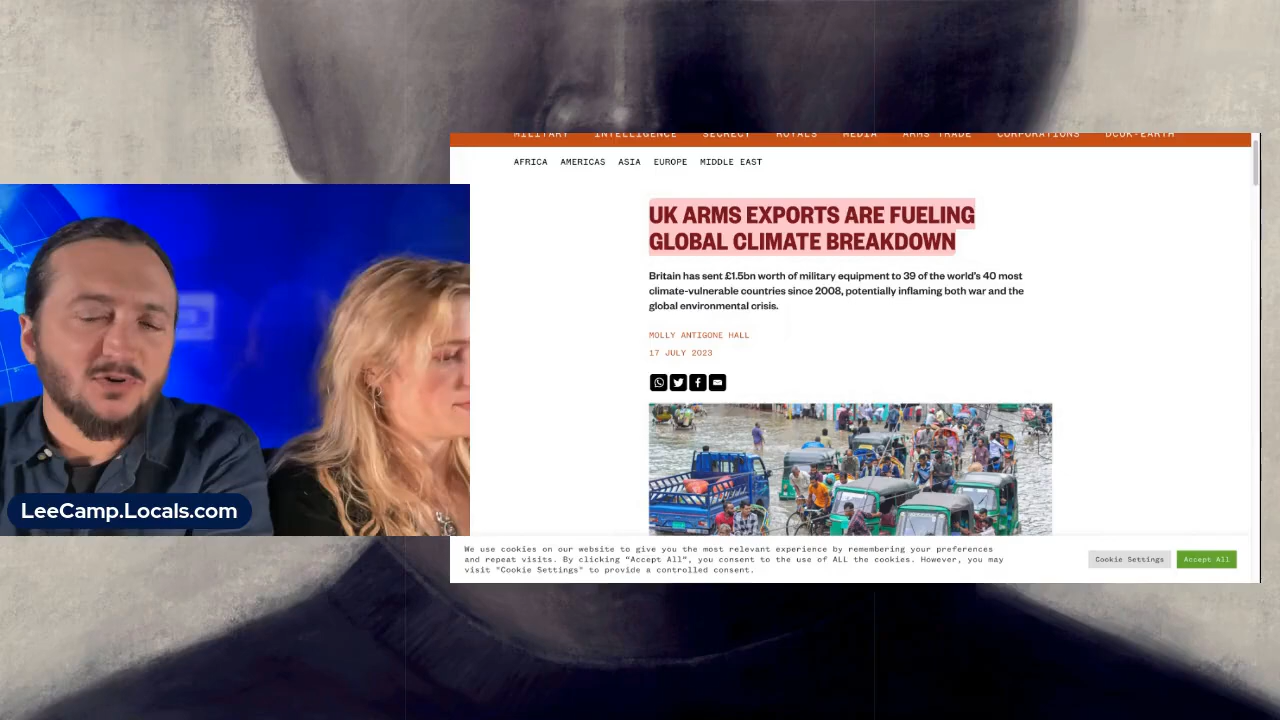 MILITARY INTELLIGENCE SECRECY ROYALS MEDIA ARMS TRADE CORPORATIONS DCUK-EARTH
AFRICA AMERICAS ASIA EUROPE MIDDLE EAST
UK ARMS EXPORTS ARE FUELING
GLOBAL CLIMATE BREAKDOWN
Britain has sent £1.5bn worth of military equipment to 39 of the world's 40 most
climate-vulnerable countries since 2008, potentially inflaming both war and the
global environmental crisis.
MOLLY ANTIGONE HALL
17 JULY 2023
LeeCamp.Locals.com
We use cookies on our website to give you the most relevant experience by remembering your preferences
and repeat visits. By clicking "Accept All", you consent to the use of ALL the cookies. However, you may
visit "Cookie Settings" to provide a controlled consent.
Cookie Settings
Accept All